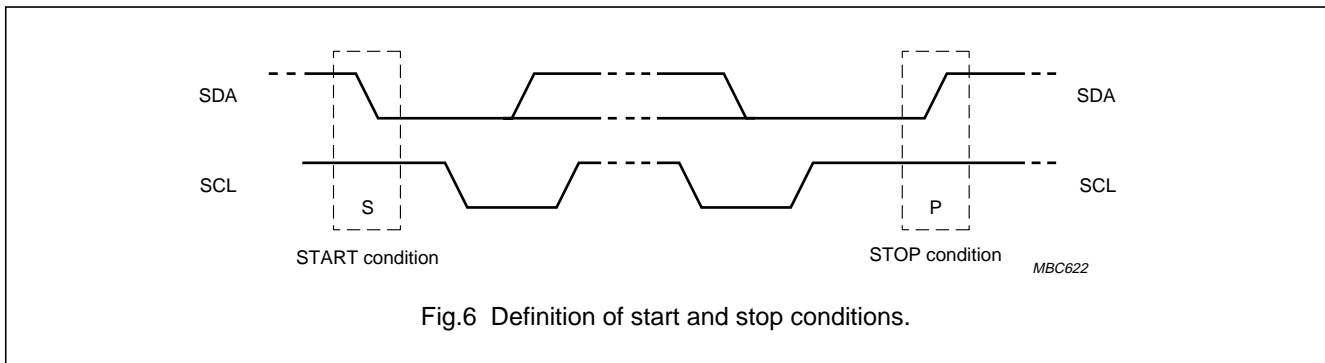 SDA
SDA
SCL
SCL
S
P
START condition
STOP condition
MBC622
Fig.6 Definition of start and stop conditions.